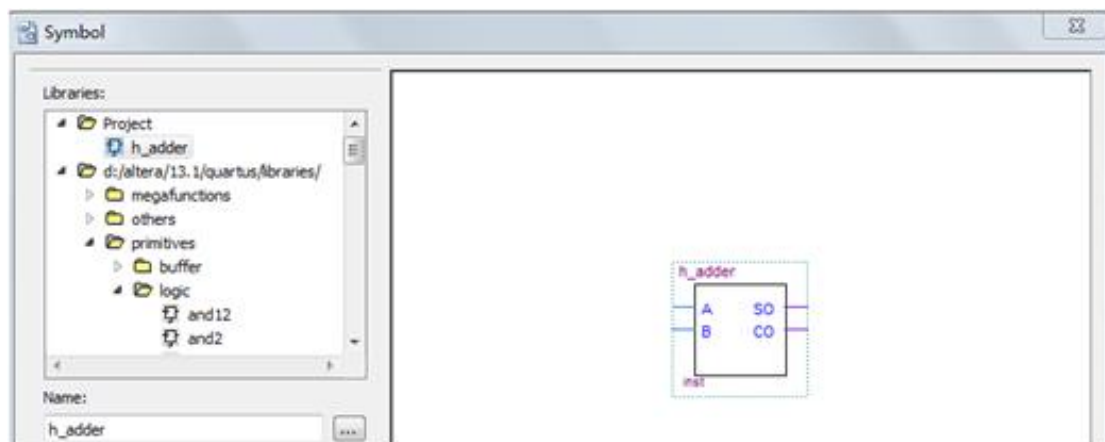 Symbol
Libraries:
Project
h_adder
d:/altera/13.1/quartus/libraries/
megafunctions
others
primitives
buffer
logic
and12
and2
Name:
h_adder
...
h_adder
A SO
B CO
inst